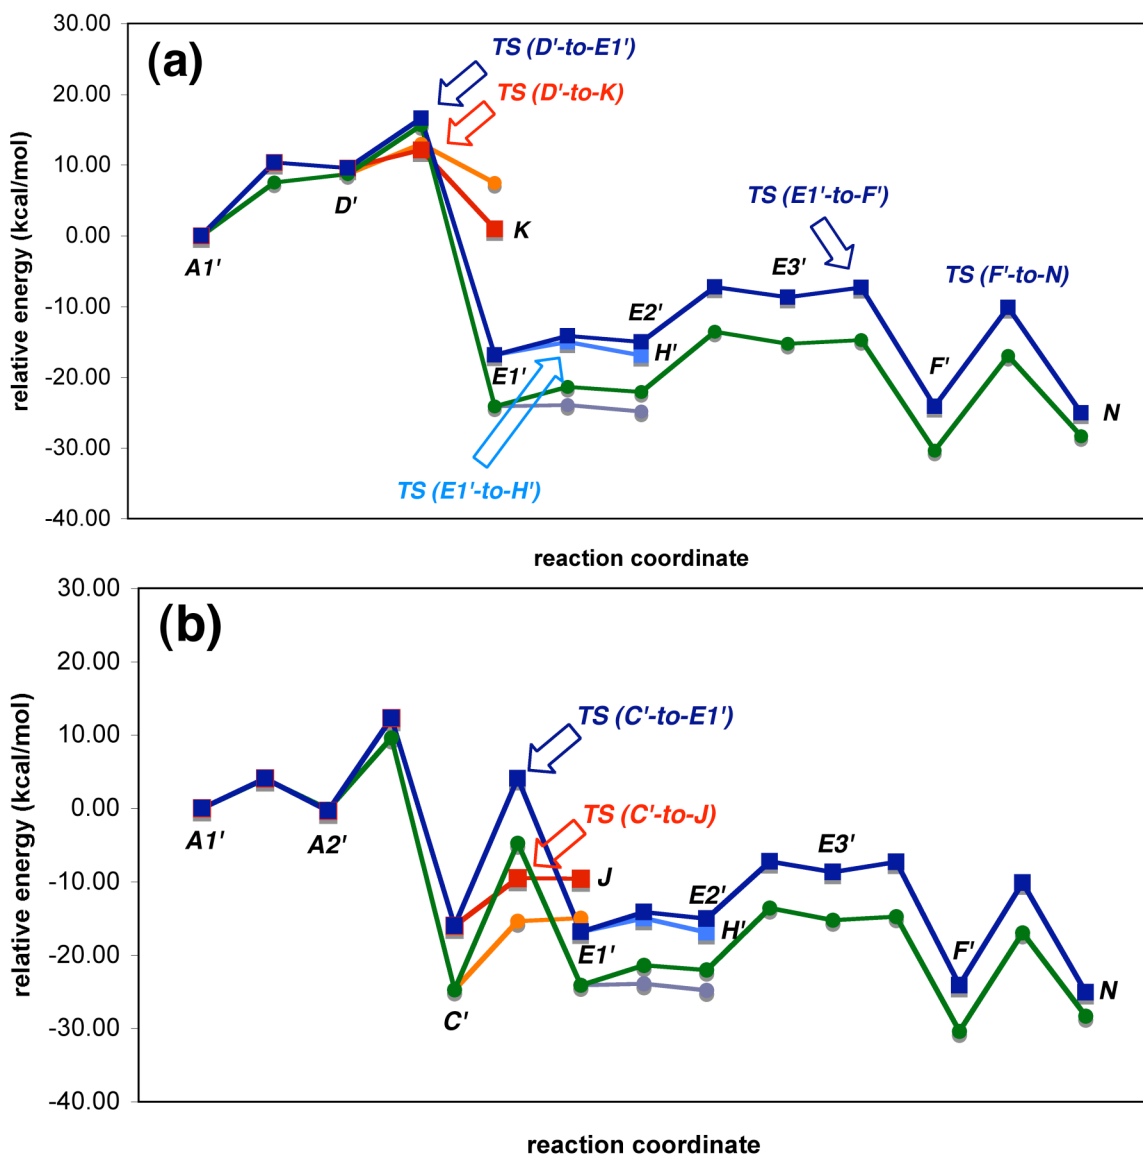 30.00
(a)
TS (D'-to-E1')
20.00
TS (D'-to-K)
10.00
D'
TS (E1'-to-F')
0.00
K
A1'
E3'
TS (F'-to-N)
-10.00
E2'
H'
E1'
F'
-20.00
N
-30.00
TS (E1'-to-H')
-40.00
relative energy (kcal/mol)
reaction coordinate
30.00
(b)
20.00
TS (C'-to-E1')
10.00
0.00
TS (C'-to-J)
A1'
A2'
E3'
-10.00
J
E2'
H'
E1'
F'
-20.00
N
C'
-30.00
-40.00
relative energy (kcal/mol)
reaction coordinate